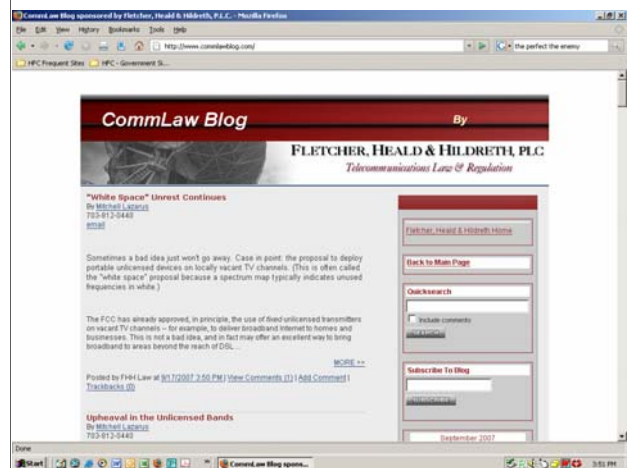 CommLaw Blog sponsored by Fletcher, Heald & Hildreth, P.L.C. - Mozilla Firefox
File Edit View History Bookmarks Tools Help
http://www.commlawblog.com/
the perfect the enemy
HFC Frequent Sites HFC - Government Si...
CommLaw Blog By
FLETCHER, HEALD & HILDRETH, PLC
Telecommunications Law & Regulation
"White Space" Unrest Continues
By Mitchell Lazarus
703-812-0440
email
Sometimes a bad idea just won't go away. Case in point: the proposal to deploy
portable unlicensed devices on locally vacant TV channels. (This is often called
the "white space" proposal because a spectrum map typically indicates unused
frequencies in white.)
The FCC has already approved, in principle, the use of fixed unlicensed transmitters
on vacant TV channels -- for example, to deliver broadband Internet to homes and
businesses. This is not a bad idea, and in fact may offer an excellent way to bring
broadband to areas beyond the reach of DSL ...
MORE >>
Posted by FHH Law at 9/17/2007 3:50 PM | View Comments (1) | Add Comment |
Trackbacks (0)
Upheaval in the Unlicensed Bands
By Mitchell Lazarus
703-812-0440
Fletcher, Heald & Hildreth Home
Back to Main Page
Quicksearch
Include comments
Subscribe To Blog
September 2007
Done
Start
CommLaw Blog spons...
3:51 PM